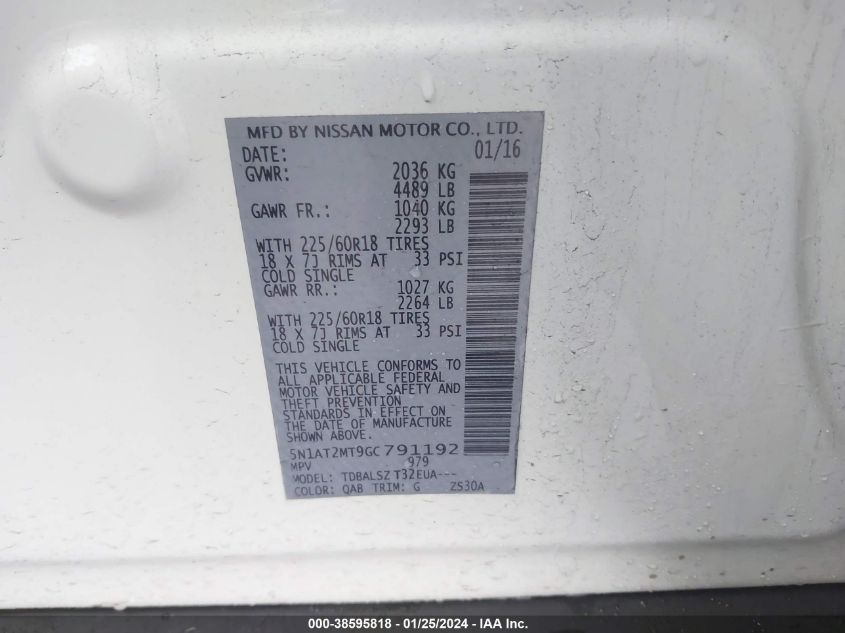 MFD BY NISSAN MOTOR CO., LTD.
DATE: 01/16
GVWR: 2036 KG
4489 LB
GAWR FR.: 1040 KG
2293 LB
WITH 225/60R18 TIRES
18 X 7J RIMS AT 33 PSI
COLD SINGLE
GAWR RR.: 1027 KG
2264 LB
WITH 225/60R18 TIRES
18 X 7J RIMS AT 33 PSI
COLD SINGLE
THIS VEHICLE CONFORMS TO
ALL APPLICABLE FEDERAL
MOTOR VEHICLE SAFETY AND
THEFT PREVENTION
STANDARDS IN EFFECT ON
THE DATE OF MANUFACTURE
SHOWN ABOVE.
5N1AT2MT9GC791192
MPV 979
MODEL: TDBALSZ T32EUA---
COLOR: QAB TRIM: G ZS30A
000-38595818 - 01/25/2024 - IAA Inc.